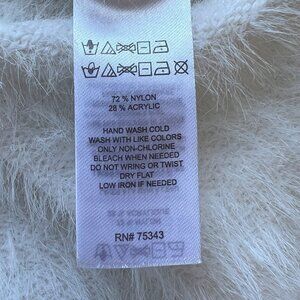 72 % NYLON
28 % ACRYLIC
HAND WASH COLD
WASH WITH LIKE COLORS
ONLY NON-CHLORINE
BLEACH WHEN NEEDED
DO NOT WRING OR TWIST
DRY FLAT
LOW IRON IF NEEDED
RN# 75343